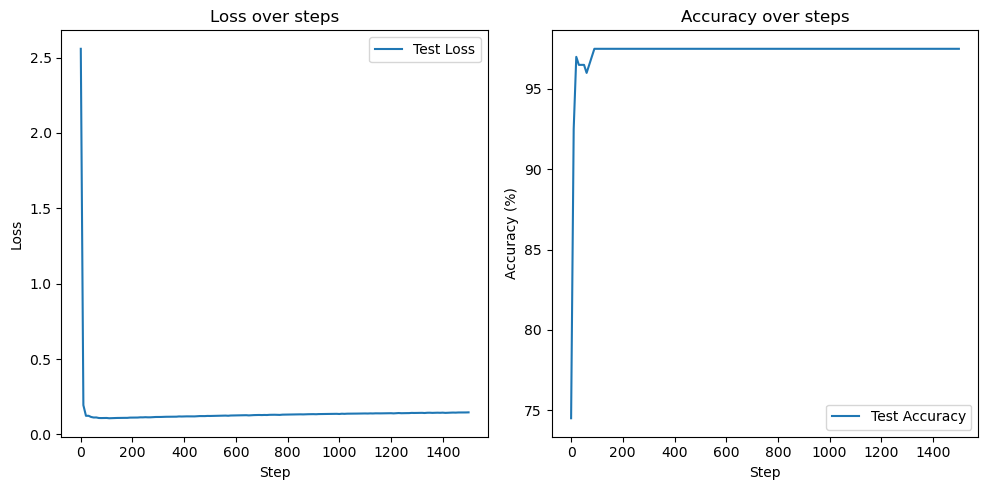 Loss over steps
Test Loss
2.5
2.0
1.5
1.0
0.5
0.0
Loss
0 200 400 600 800 1000 1200 1400
Step
Accuracy over steps
95
90
85
80
75
Accuracy (%)
Test Accuracy
0 200 400 600 800 1000 1200 1400
Step